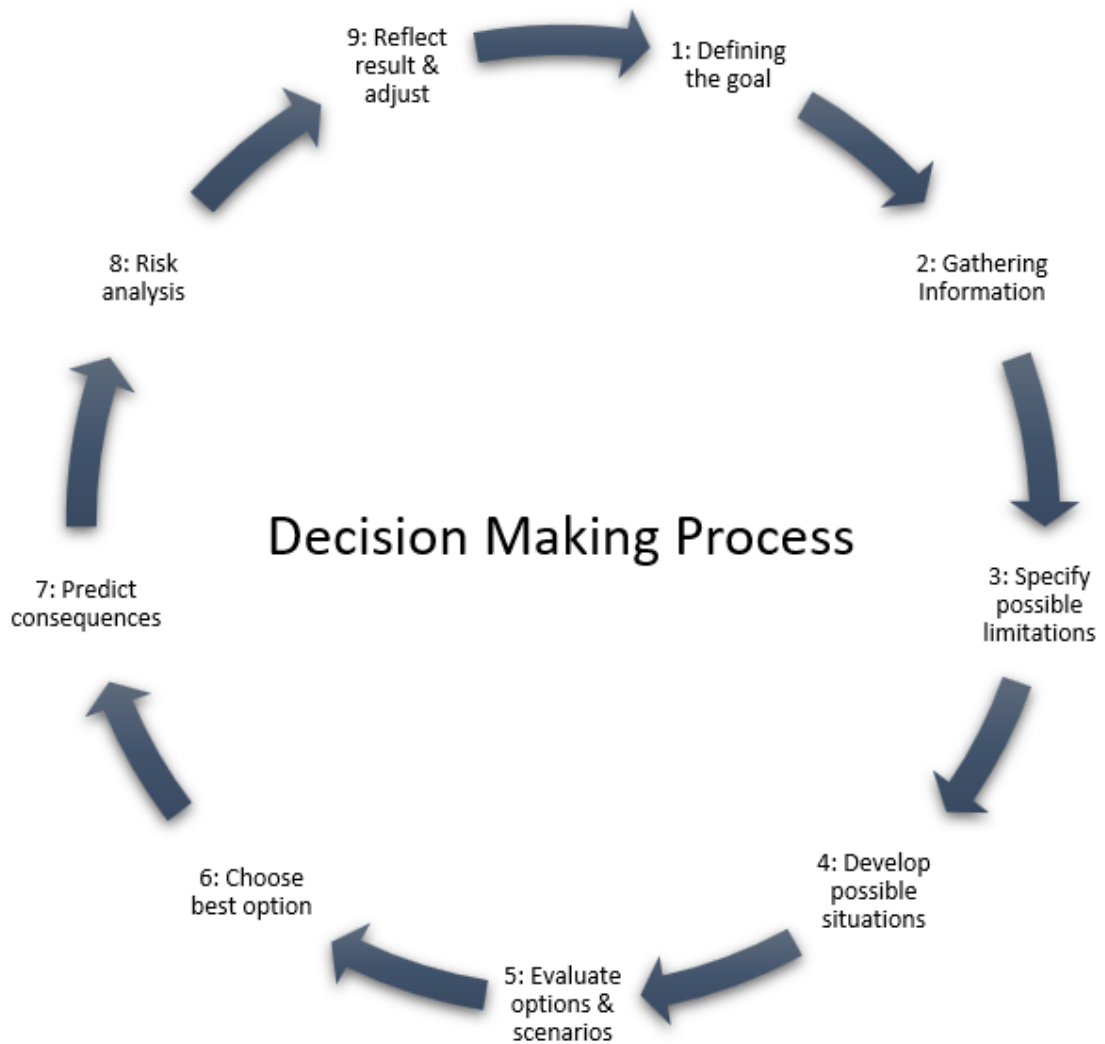 9: Reflect
result &
adjust
1: Defining
the goal
8: Risk
analysis
2: Gathering
Information
Decision Making Process
7: Predict
consequences
3: Specify
possible
limitations
6: Choose
best option
4: Develop
possible
situations
5: Evaluate
options &
scenarios